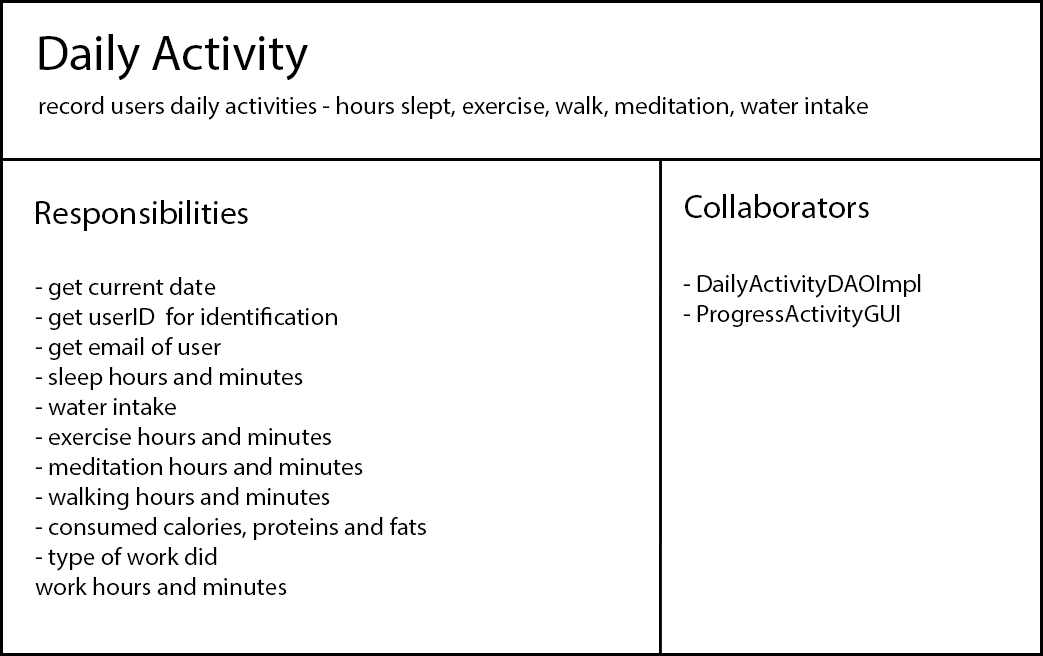 Daily Activity
record users daily activities - hours slept, exercise, walk, meditation, water intake
Responsibilities
- get current date
- get userID  for identification
- get email of user
- sleep hours and minutes
- water intake
- exercise hours and minutes
- meditation hours and minutes
- walking hours and minutes
- consumed calories, proteins and fats
- type of work did
work hours and minutes
Collaborators
- DailyActivityDAOImpl
- ProgressActivityGUI